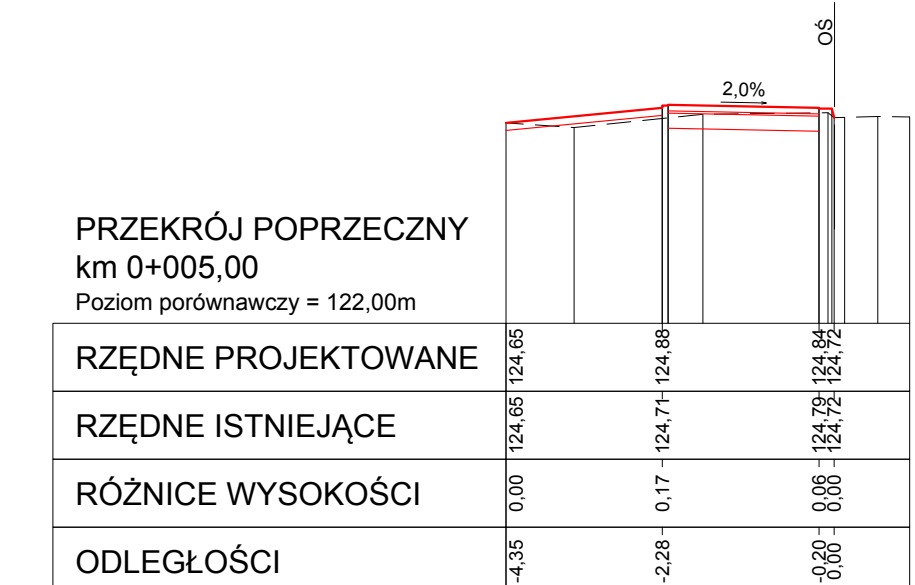 OŚ
2,0%
PRZEKRÓJ POPRZECZNY
km 0+005,00
Poziom porównawczy = 122,00m
RZĘDNE PROJEKTOWANE 124,65 124,88 124,84 124,72
RZĘDNE ISTNIEJĄCE 124,65 124,71 124,79 124,72
RÓŻNICE WYSOKOŚCI 0,00 0,17 0,06 0,00
ODLEGŁOŚCI -4,35 -2,28 -0,20 0,00